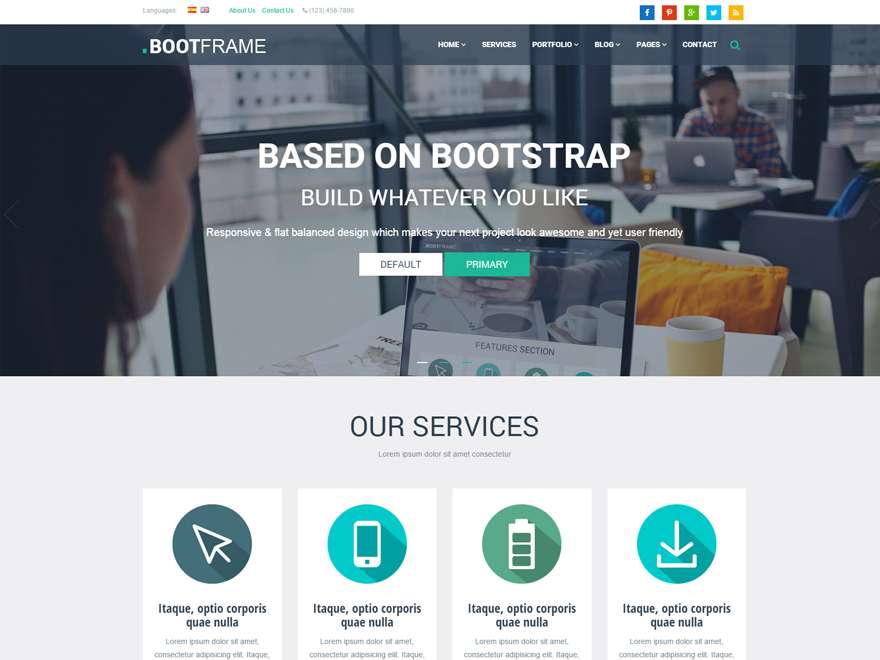 Languages:
About Us Contact Us (123) 456-7890
.BOOTFRAME
HOME SERVICES PORTFOLIO BLOG PAGES CONTACT
BASED ON BOOTSTRAP
BUILD WHATEVER YOU LIKE
Responsive & flat balanced design which makes your next project look awesome and yet user friendly
BOOTFRAME
DEFAULT PRIMARY
FEATURES SECTION
OUR SERVICES
Lorem ipsum dolor sit amet consectetur
Itaque, optio corporis
quae nulla
Lorem ipsum dolor sit amet,
consectetur adipisicing elit. Itaque,
Itaque, optio corporis
quae nulla
Lorem ipsum dolor sit amet,
consectetur adipisicing elit. Itaque,
Itaque, optio corporis
quae nulla
Lorem ipsum dolor sit amet,
consectetur adipisicing elit. Itaque,
Itaque, optio corporis
quae nulla
Lorem ipsum dolor sit amet,
consectetur adipisicing elit. Itaque,